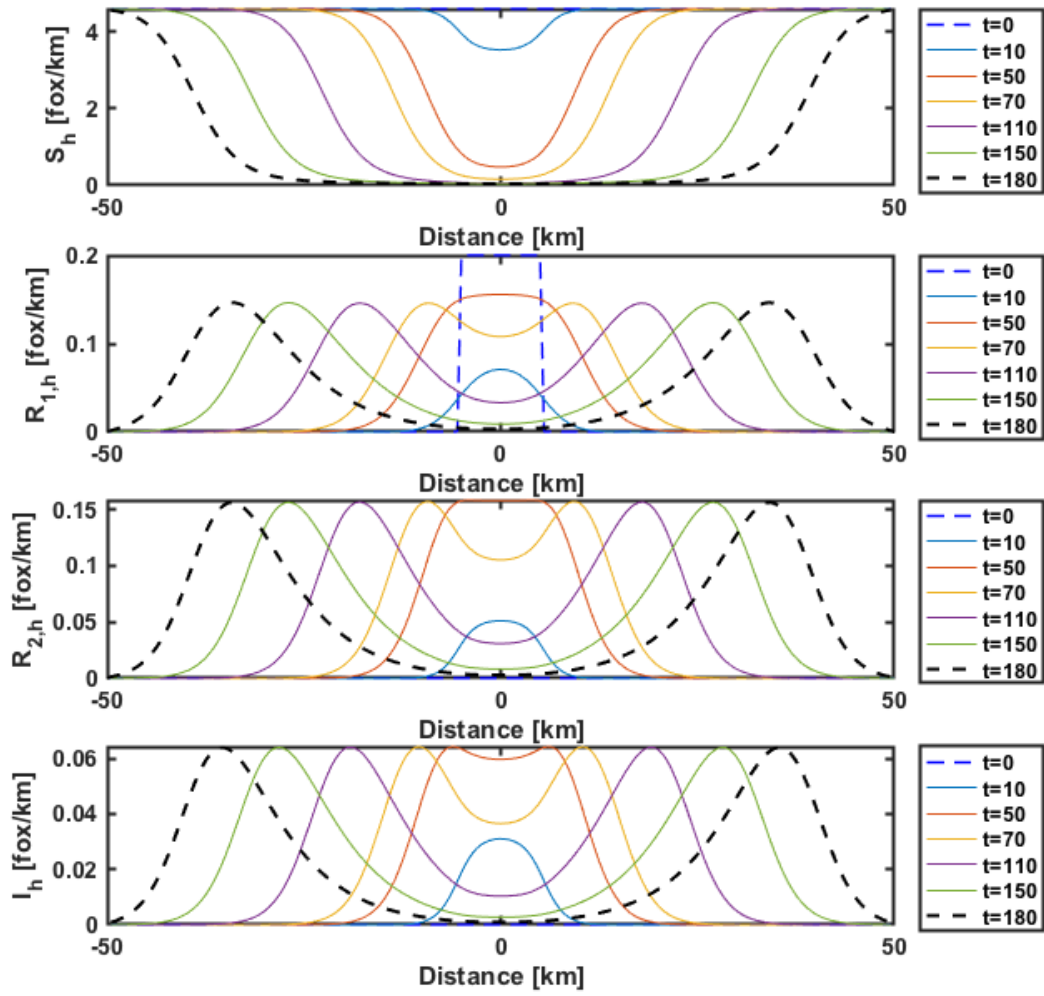 4
2
0
S_h [fox/km]
-50
0
50
Distance [km]
t=0
t=10
t=50
t=70
t=110
t=150
t=180
0.2
0.1
0
R_{1,h} [fox/km]
-50
0
50
Distance [km]
t=0
t=10
t=50
t=70
t=110
t=150
t=180
0.15
0.1
0.05
0
R_{2,h} [fox/km]
-50
0
50
Distance [km]
t=0
t=10
t=50
t=70
t=110
t=150
t=180
0.06
0.04
0.02
0
I_h [fox/km]
-50
0
50
Distance [km]
t=0
t=10
t=50
t=70
t=110
t=150
t=180